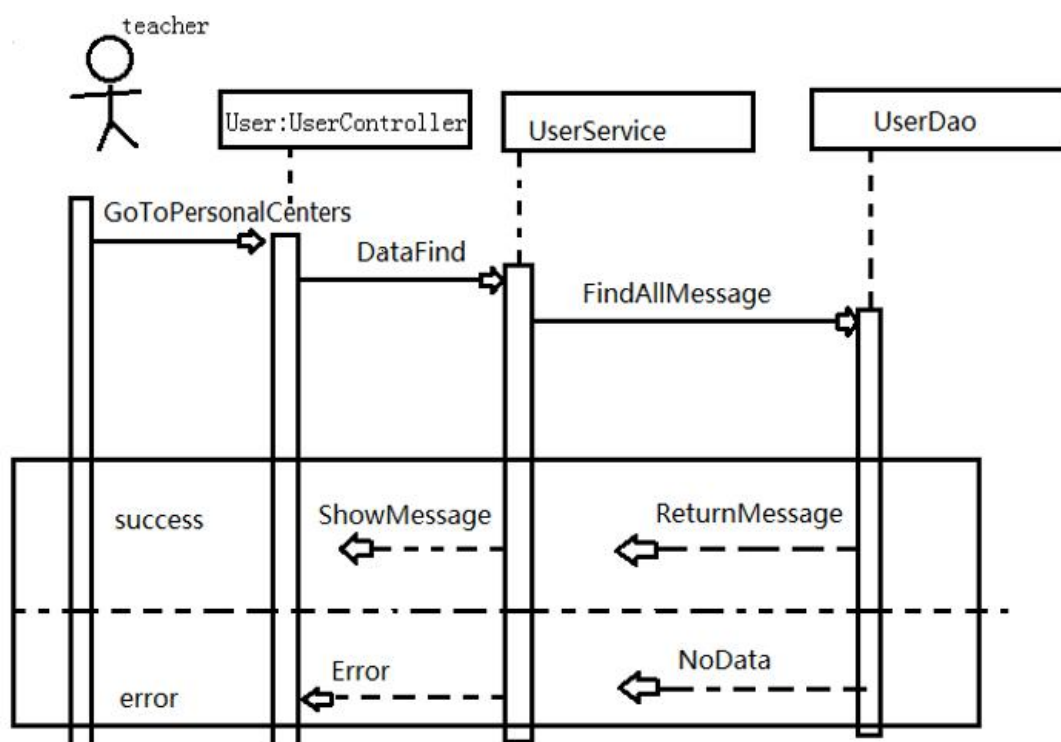 teacher
User:UserController
UserService
UserDao
GoToPersonalCenters
DataFind
FindAllMessage
success
ShowMessage
ReturnMessage
error
Error
NoData